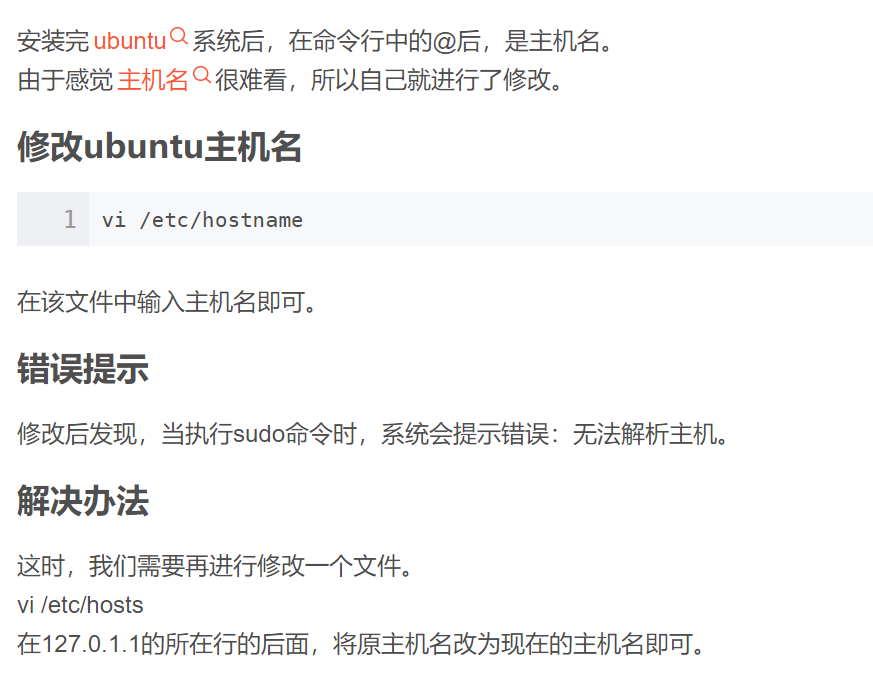 安装完 ubuntu 系统后，在命令行中的@后，是主机名。
由于感觉 主机名 很难看，所以自己就进行了修改。
修改ubuntu主机名
1 vi /etc/hostname
在该文件中输入主机名即可。
错误提示
修改后发现，当执行sudo命令时，系统会提示错误：无法解析主机。
解决办法
这时，我们需要再进行修改一个文件。
vi /etc/hosts
在127.0.1.1的所在行的后面，将原主机名改为现在的主机名即可。